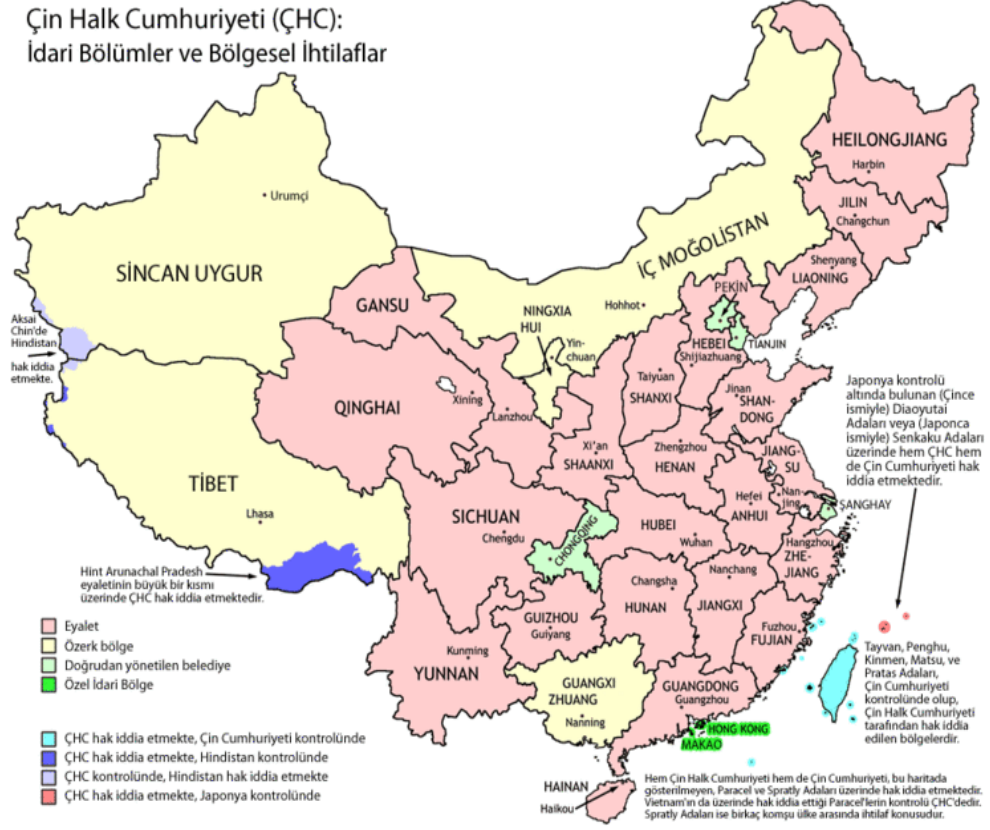 Çin Halk Cumhuriyeti (ÇHC):
İdari Bölümler ve Bölgesel İhtilaflar
HEILONGJIANG
Harbin
JILIN
Changchun
Urumçi
SİNCAN UYGUR
İÇ MOĞOLİSTAN
Shenyang
LIAONING
GANSU
PEKİN
Hohhot
NINGXIA
HUI
Yin-
chuan
HEBEI
TIANJIN
Shijiazhuang
Aksai
Chin'de
Hindistan
hak iddia
etmekte.
Taiyuan
SHANXI
Jinan
SHAN-
DONG
QINGHAI
Xining
Lanzhou
Japonya kontrolü
altında bulunan (Çince
ismiyle) Diaoyutai
Adaları veya (Japonca
ismiyle) Senkaku Adaları
üzerinde hem ÇHC hem
de Çin Cumhuriyeti hak
iddia etmektedir.
Xi'an
SHAANXI
Zhengzhou
HENAN
JIANG-
SU
TİBET
Lhasa
Hefei
ANHUI
Nan-
jing
ŞANGHAY
SICHUAN
Chengdu
CHONGQING
HUBEI
Wuhan
Hangzhou
ZHE-
JIANG
Hint Arunachal Pradesh
eyaletinin büyük bir kısmı
üzerinde ÇHC hak iddia etmektedir.
Changsha
HUNAN
Nanchang
JIANGXI
GUIZHOU
Guiyang
Fuzhou
FUJIAN
Kunming
YUNNAN
GUANGXI
ZHUANG
Nanning
GUANGDONG
Guangzhou
Tayvan, Penghu,
Kinmen, Matsu, ve
Pratas Adaları,
Çin Cumhuriyeti
kontrolünde olup,
Çin Halk Cumhuriyeti
tarafından hak iddia
edilen bölgelerdir.
HONG KONG
MAKAO
Eyalet
Özerk bölge
Doğrudan yönetilen belediye
Özel İdari Bölge
ÇHC hak iddia etmekte, Çin Cumhuriyeti kontrolünde
ÇHC hak iddia etmekte, Hindistan kontrolünde
ÇHC kontrolünde, Hindistan hak iddia etmekte
ÇHC hak iddia etmekte, Japonya kontrolünde
HAINAN
Haikou
Hem Çin Halk Cumhuriyeti hem de Çin Cumhuriyeti, bu haritada
gösterilmeyen, Paracel ve Spratly Adaları üzerinde hak iddia etmektedir.
Vietnam'ın da üzerinde hak iddia ettiği Paracel'lerin kontrolü ÇHC'dedir.
Spratly Adaları ise birkaç komşu ülke arasında ihtilaf konusudur.